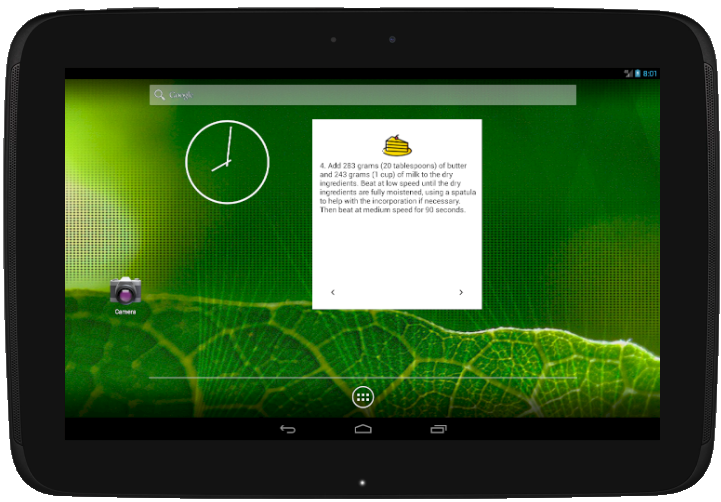 8:01
Google
4. Add 283 grams (20 tablespoons) of butter
and 243 grams (1 cup) of milk to the dry
ingredients. Beat at low speed until the dry
ingredients are fully moistened, using a spatula
to help with the incorporation if necessary.
Then beat at medium speed for 90 seconds.
Camera